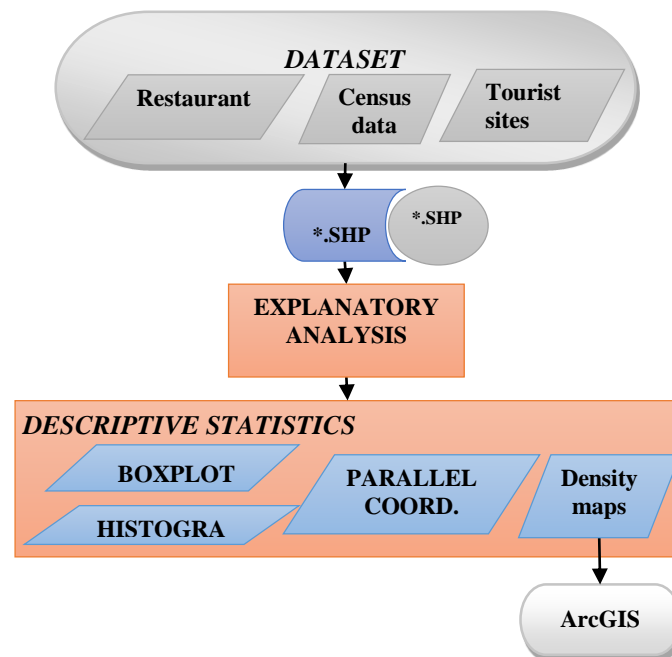 DATASET
Restaurant
Census
data
Tourist
sites
*.SHP
*.SHP
EXPLANATORY
ANALYSIS
DESCRIPTIVE STATISTICS
BOXPLOT
HISTOGRA
PARALLEL
COORD.
Density
maps
ArcGIS